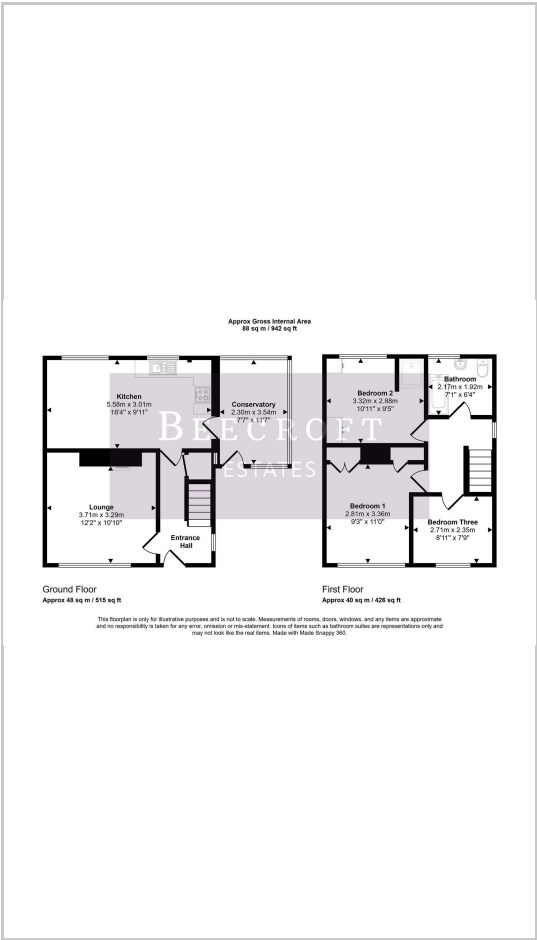 Approx Gross Internal Area
88 sq m / 942 sq ft
Kitchen
5.58m x 3.01m
18'4" x 9'11"
Conservatory
2.30m x 3.54m
7'7" x 11'7"
Lounge
3.71m x 3.29m
12'2" x 10'10"
Entrance
Hall
Bedroom 2
3.32m x 2.88m
10'11" x 9'5"
Bathroom
2.17m x 1.92m
7'1" x 6'4"
Bedroom 1
2.81m x 3.36m
9'3" x 11'0"
Bedroom Three
2.71m x 2.35m
8'11" x 7'9"
BEECROFT
ESTATES
Ground Floor
Approx 48 sq m / 515 sq ft
First Floor
Approx 40 sq m / 426 sq ft
This floorplan is only for illustrative purposes and is not to scale. Measurements of rooms, doors, windows, and any items are approximate
and no responsibility is taken for any error, omission or mis-statement. Icons of items such as bathroom suites are representations only and
may not look like the real items. Made with Made Snappy 360.